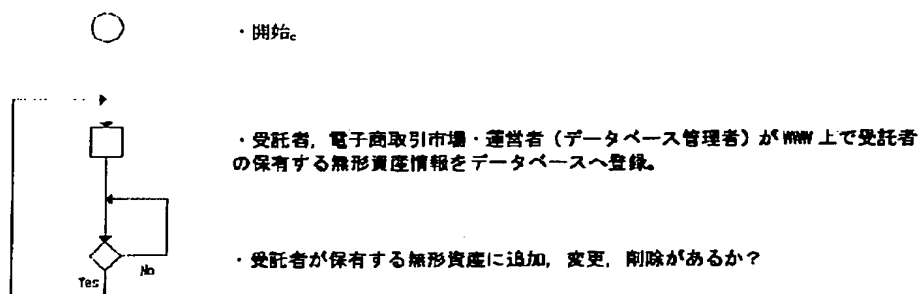 ・開始。
・受託者，電子商取引市場・運営者（データベース管理者）がWWW上で受託者
の保有する無形資産情報をデータベースへ登録。
・受託者が保有する無形資産に追加，変更，削除があるか？
No
Yes